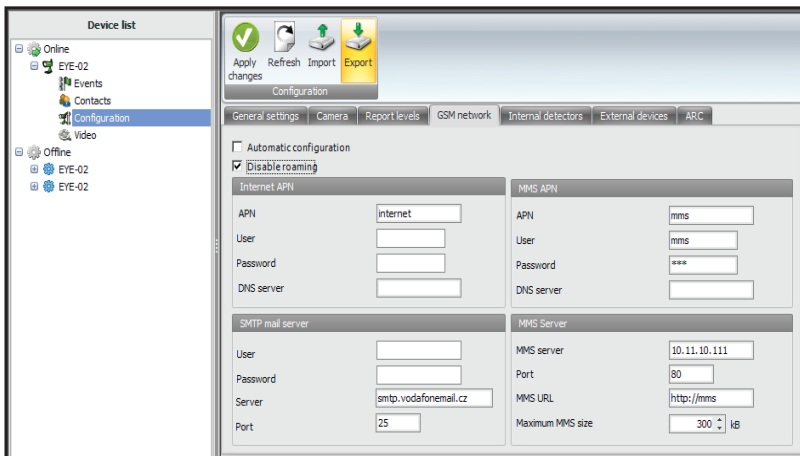 Device list
Online
EYE-02
Events
Contacts
Configuration
Video
Offline
EYE-02
EYE-02
Apply changes Refresh Import Export
Configuration
General settings Camera Report levels GSM network Internal detectors External devices ARC
Automatic configuration
Disable roaming
Internet APN
APN internet
User
Password
DNS server
MMS APN
APN mms
User mms
Password ***
DNS server
SMTP mail server
User
Password
Server smtp.vodafonemail.cz
Port 25
MMS Server
MMS server 10.11.10.111
Port 80
MMS URL http://mms
Maximum MMS size 300 kB